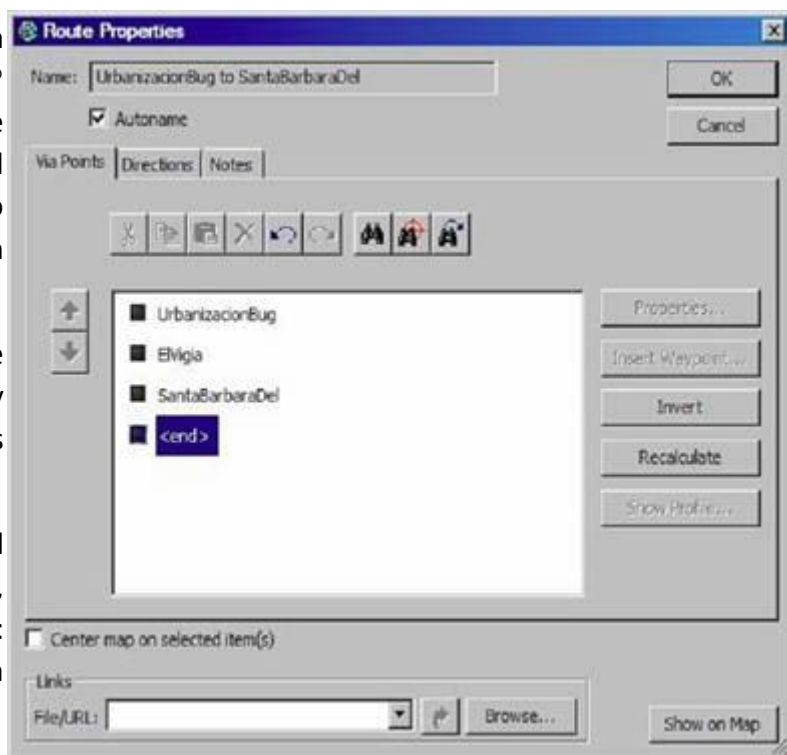 Route Properties
Name: UrbanizacionBug to SantaBarbaraDel
OK
Autoname
Cancel
Via Points Directions Notes
UrbanizacionBug
ElVigia
SantaBarbaraDel
<end>
Properties...
Insert Waypoint...
Invert
Recalculate
Show Profile...
Center map on selected item(s)
Links
File/URL:
Browse...
Show on Map